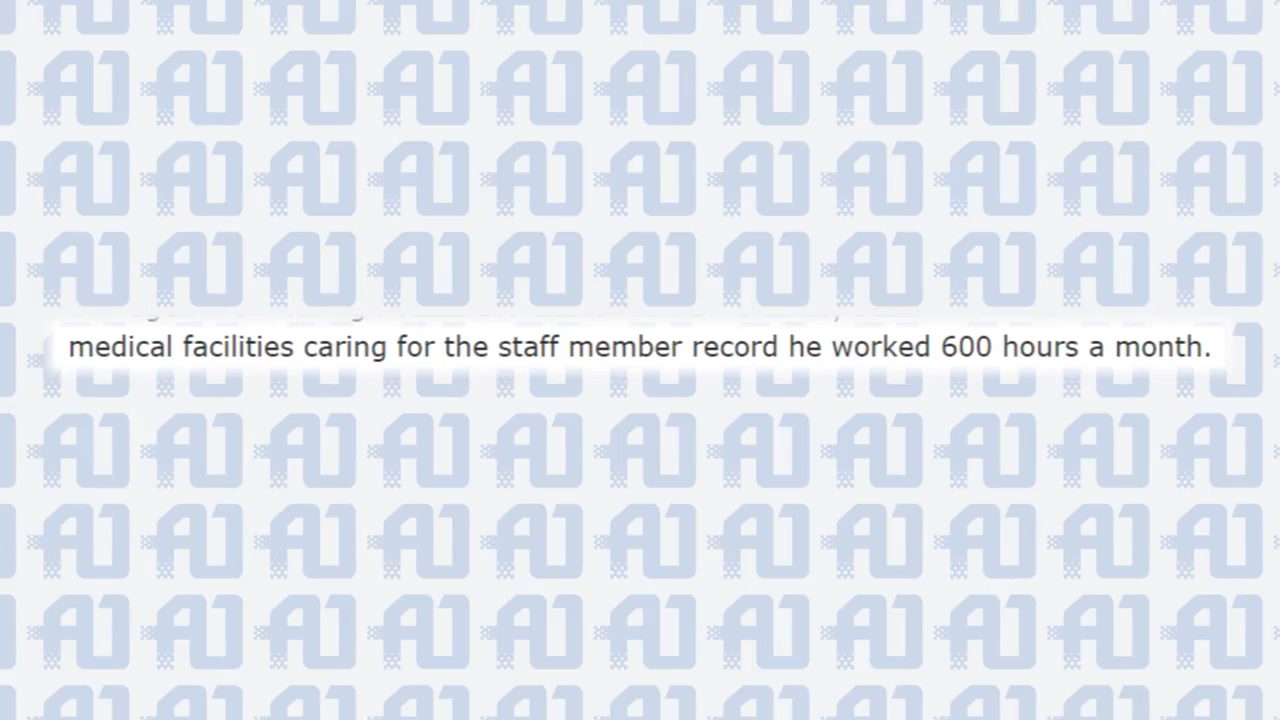 medical facilities caring for the staff member record he worked 600 hours a month.